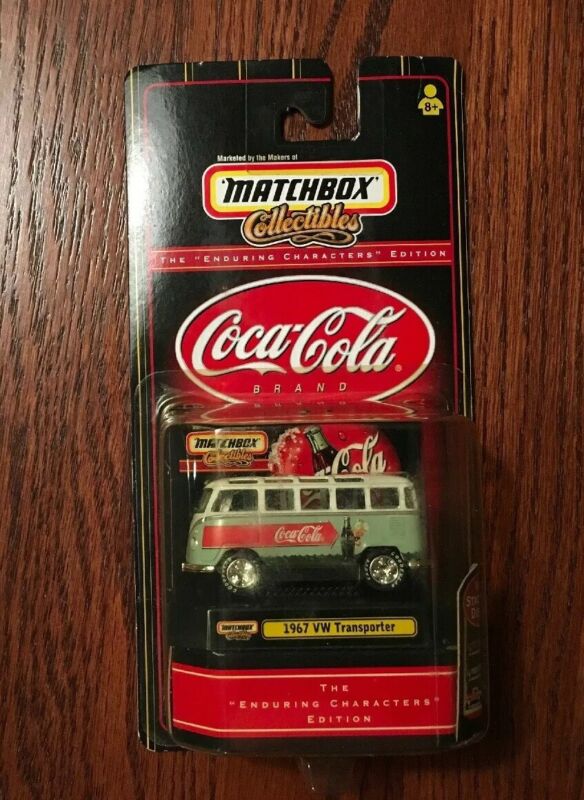 8+
Marketed by the Makers of
"MATCHBOX"
Collectibles
THE "ENDURING CHARACTERS" EDITION
Coca-Cola
®
BRAND
MATCHBOX
Collectibles
Coca-Cola
MATCHBOX
1967 VW Transporter
THE
"ENDURING CHARACTERS"
EDITION